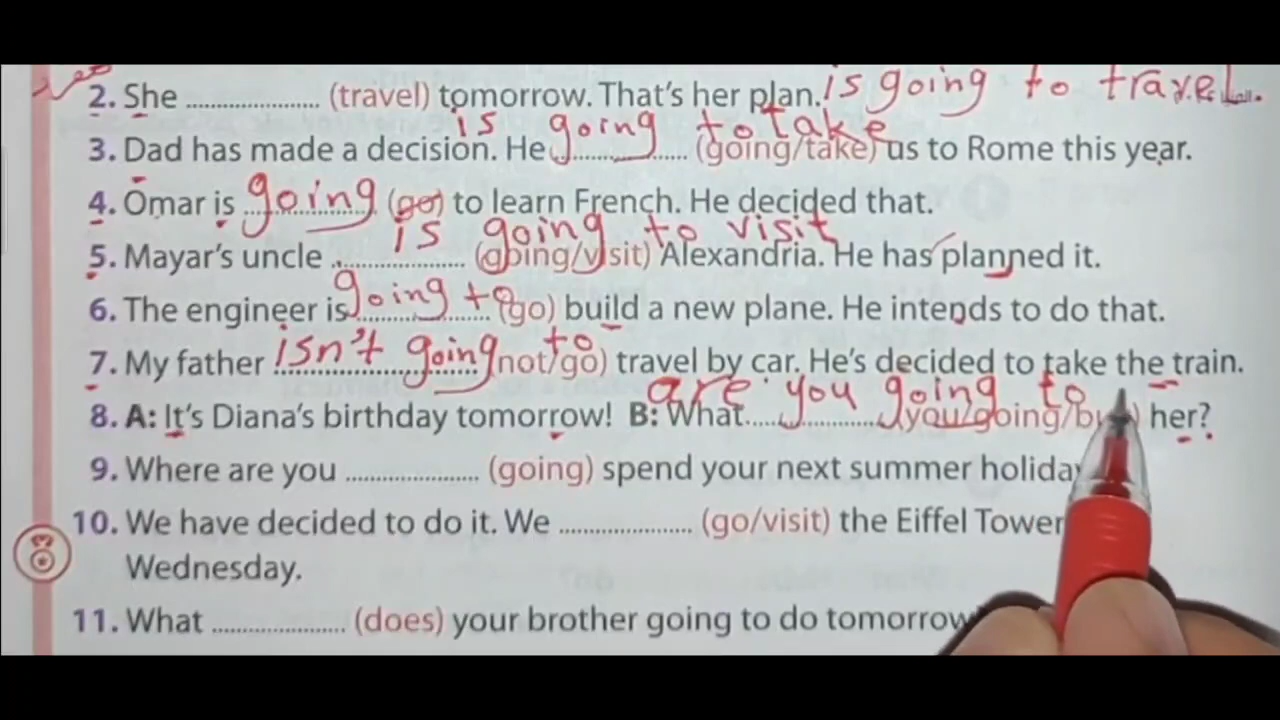 2. She .................... (travel) tomorrow. That's her plan. is going to travel.
is going to take
3. Dad has made a decision. He .................... (going/take) us to Rome this year.
4. Omar is going (go) to learn French. He decided that.
is going to visit
5. Mayar's uncle .................... (going/visit) Alexandria. He has planned it.
6. The engineer is going to (go) build a new plane. He intends to do that.
7. My father isn't going to (not/go) travel by car. He's decided to take the train.
are you going to
8. A: It's Diana's birthday tomorrow! B: What .................... you/going/ her?
9. Where are you .................... (going) spend your next summer holiday
10. We have decided to do it. We .................... (go/visit) the Eiffel Tower
Wednesday.
11. What .................... (does) your brother going to do tomorrow